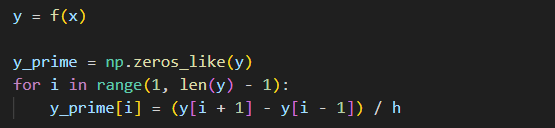 y = f(x)
y_prime = np.zeros_like(y)
for i in range(1, len(y) - 1):
    y_prime[i] = (y[i + 1] - y[i - 1]) / h